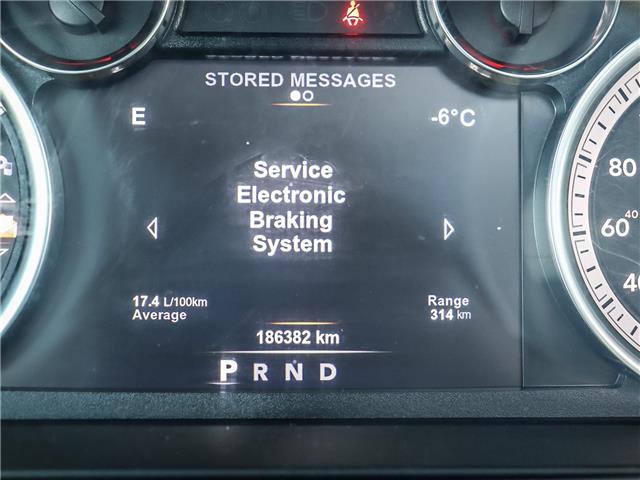 STORED MESSAGES
E
-6°C
Service
Electronic
Braking
System
17.4 L/100km
Average
Range
314 km
186382 km
P R N D
80
60
40